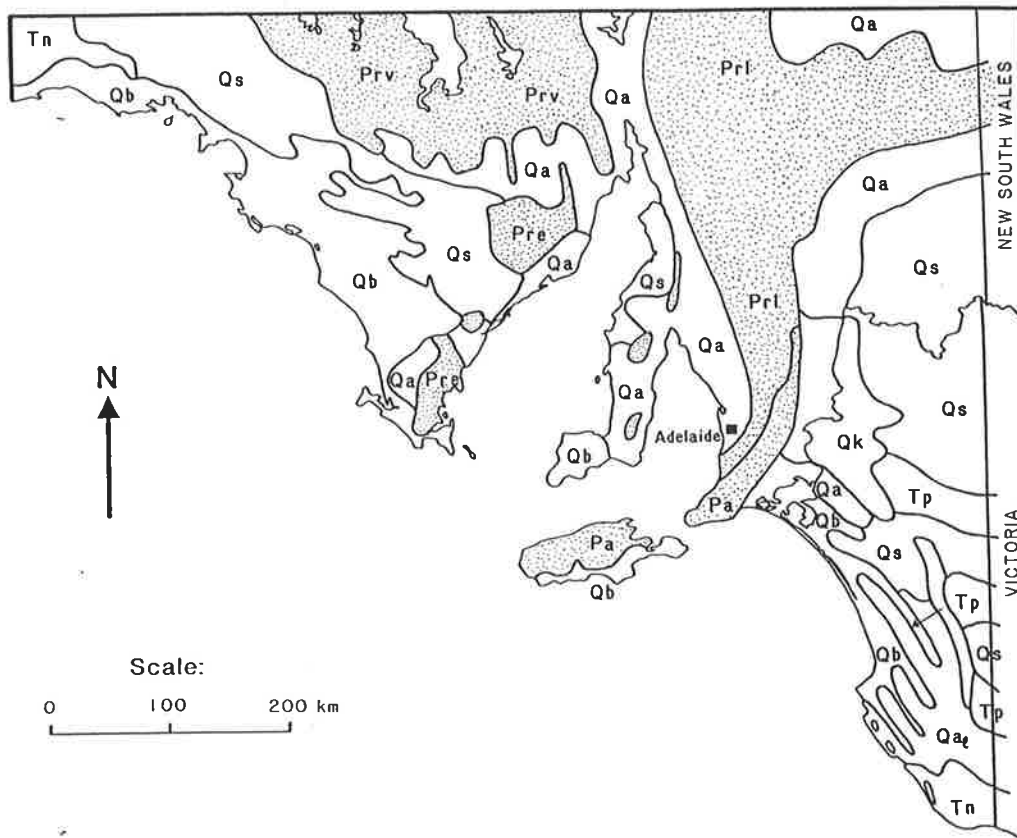 Tn
Qs
Qb
Prv
Prv
Qa
Prl
Qa
NEW SOUTH WALES
Qa
Qa
Pre
Qa
Qs
Qb
Qs
Qs
Prl
Qa
Qa
Pre
Qa
Qs
N
Adelaide
Qb
Qk
Qa
Tp
Pa
Qb
Pa
Qs
Qb
VICTORIA
Tp
Qb
Qs
Tp
Qaℓ
Tn
Scale:
0 100 200 km